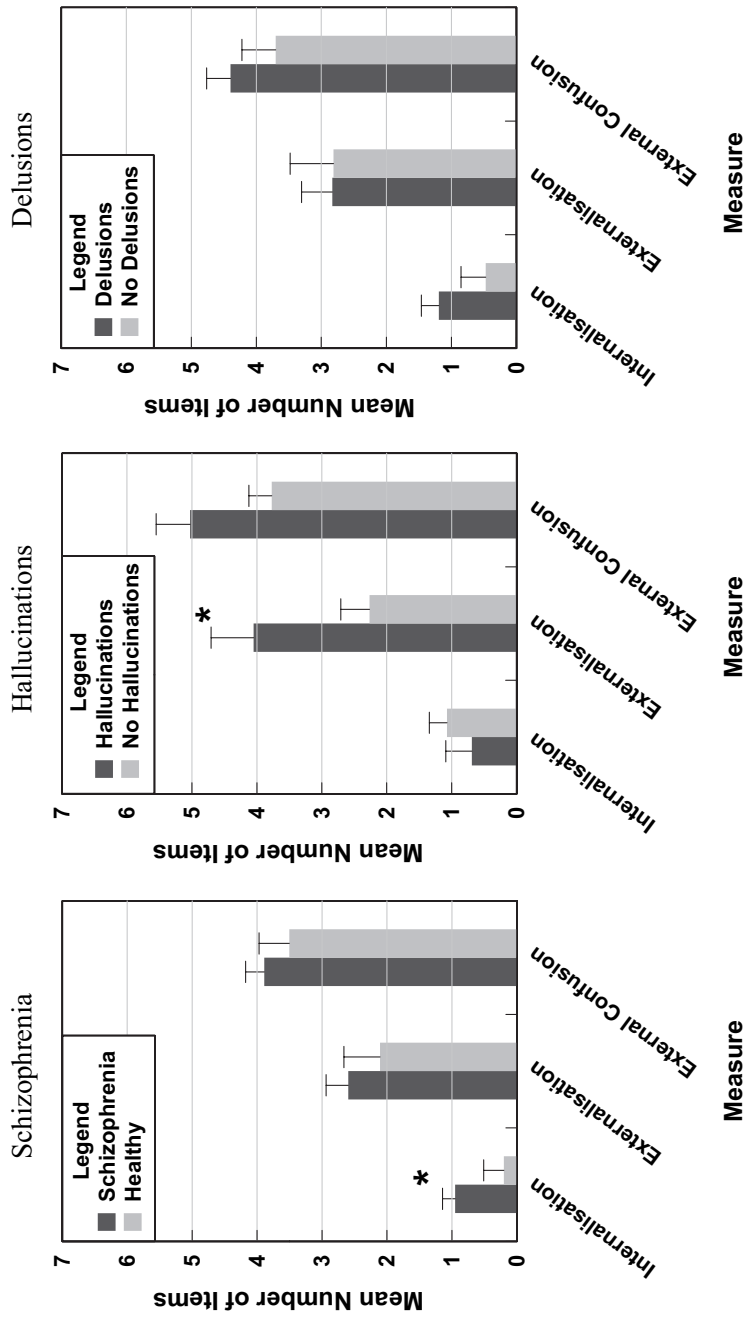 Schizophrenia
Legend
Schizophrenia
Healthy
*
7
6
5
4
3
2
1
0
Mean Number of Items
Internalisation
Externalisation
External Confusion
Measure
Hallucinations
Legend
Hallucinations
No Hallucinations
*
7
6
5
4
3
2
1
0
Mean Number of Items
Internalisation
Externalisation
External Confusion
Measure
Delusions
Legend
Delusions
No Delusions
7
6
5
4
3
2
1
0
Mean Number of Items
Internalisation
Externalisation
External Confusion
Measure